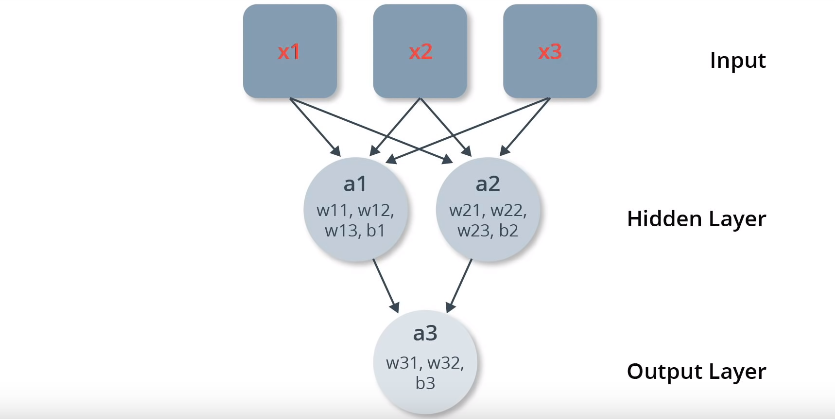 x1 x2 x3
Input
a1
w11, w12,
w13, b1
a2
w21, w22,
w23, b2
Hidden Layer
a3
w31, w32,
b3
Output Layer